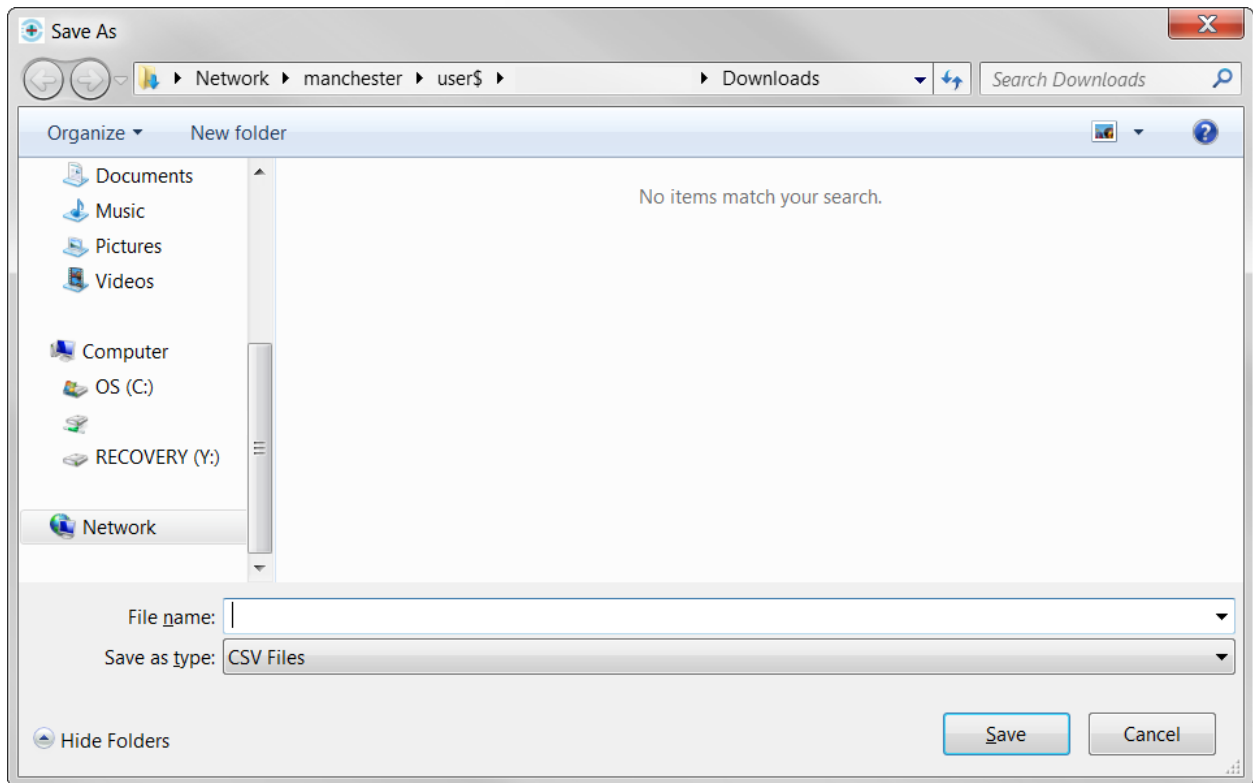 Save As
X
Network manchester user$ Downloads Search Downloads
Organize New folder ?
Documents
No items match your search.
Music
Pictures
Videos
Computer
OS (C:)
RECOVERY (Y:)
Network
File name:
Save as type: CSV Files
Hide Folders Save Cancel